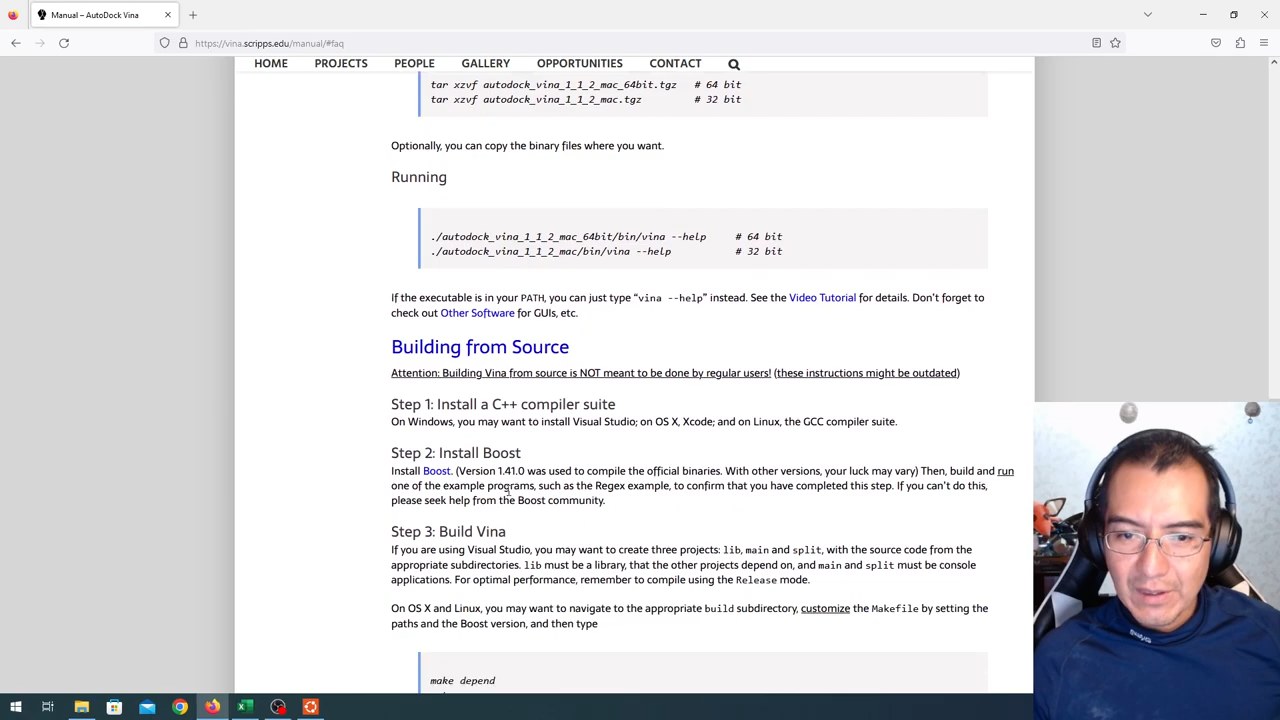 Manual – AutoDock Vina
https://vina.scripps.edu/manual/#faq
HOME PROJECTS PEOPLE GALLERY OPPORTUNITIES CONTACT
tar xzvf autodock_vina_1_1_2_mac_64bit.tgz # 64 bit
tar xzvf autodock_vina_1_1_2_mac.tgz # 32 bit
Optionally, you can copy the binary files where you want.
Running
./autodock_vina_1_1_2_mac_64bit/bin/vina --help # 64 bit
./autodock_vina_1_1_2_mac/bin/vina --help # 32 bit
If the executable is in your PATH, you can just type “vina --help” instead. See the Video Tutorial for details. Don't forget to
check out Other Software for GUIs, etc.
Building from Source
Attention: Building Vina from source is NOT meant to be done by regular users! (these instructions might be outdated)
Step 1: Install a C++ compiler suite
On Windows, you may want to install Visual Studio; on OS X, Xcode; and on Linux, the GCC compiler suite.
Step 2: Install Boost
Install Boost. (Version 1.41.0 was used to compile the official binaries. With other versions, your luck may vary) Then, build and run
one of the example programs, such as the Regex example, to confirm that you have completed this step. If you can't do this,
please seek help from the Boost community.
Step 3: Build Vina
If you are using Visual Studio, you may want to create three projects: lib, main and split, with the source code from the
appropriate subdirectories. lib must be a library, that the other projects depend on, and main and split must be console
applications. For optimal performance, remember to compile using the Release mode.
On OS X and Linux, you may want to navigate to the appropriate build subdirectory, customize the Makefile by setting the
paths and the Boost version, and then type
make depend